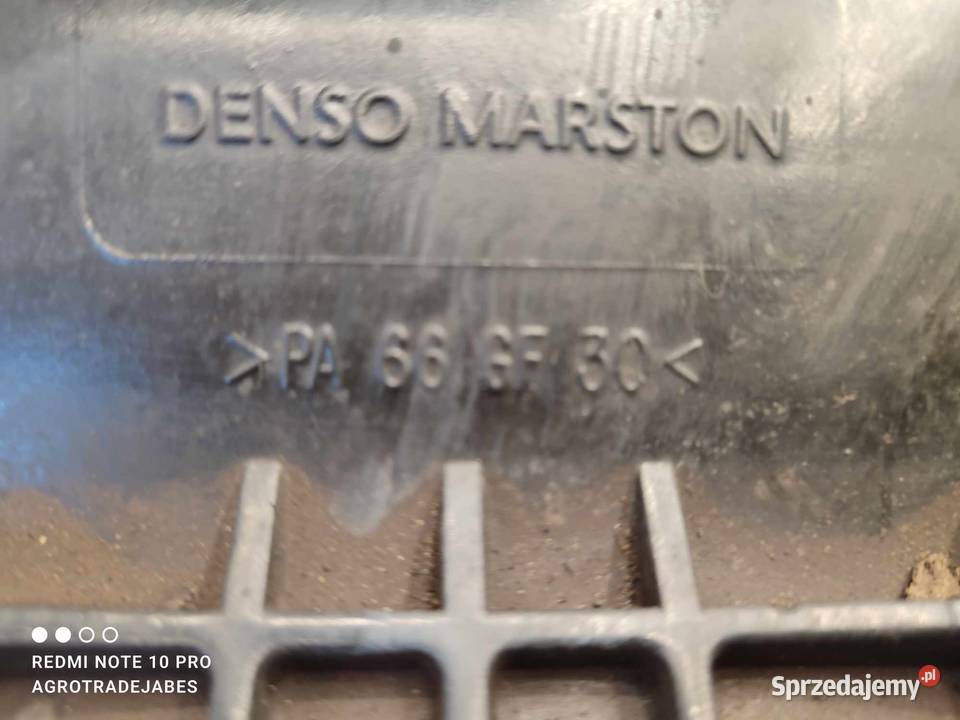 DENSO MARSTON
>PA 66 GF 30<
REDMI NOTE 10 PRO
AGROTRADEJABES
Sprzedajemy.pl